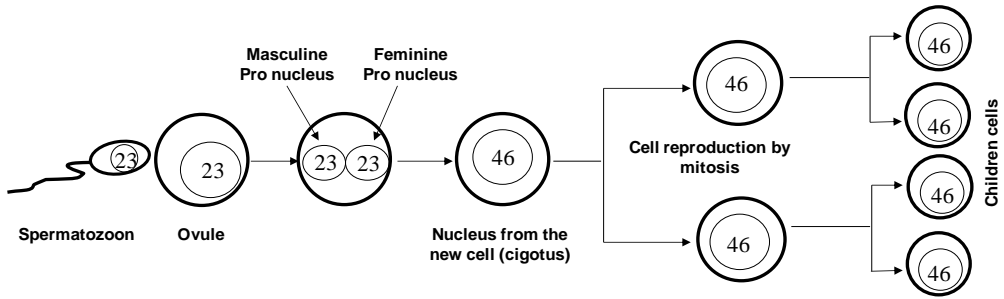 Masculine
Pro nucleus
Feminine
Pro nucleus
23
23
23
23
46
46
46
46
46
46
46
Spermatozoon
Ovule
Nucleus from the
new cell (cigotus)
Cell reproduction by
mitosis
Children cells